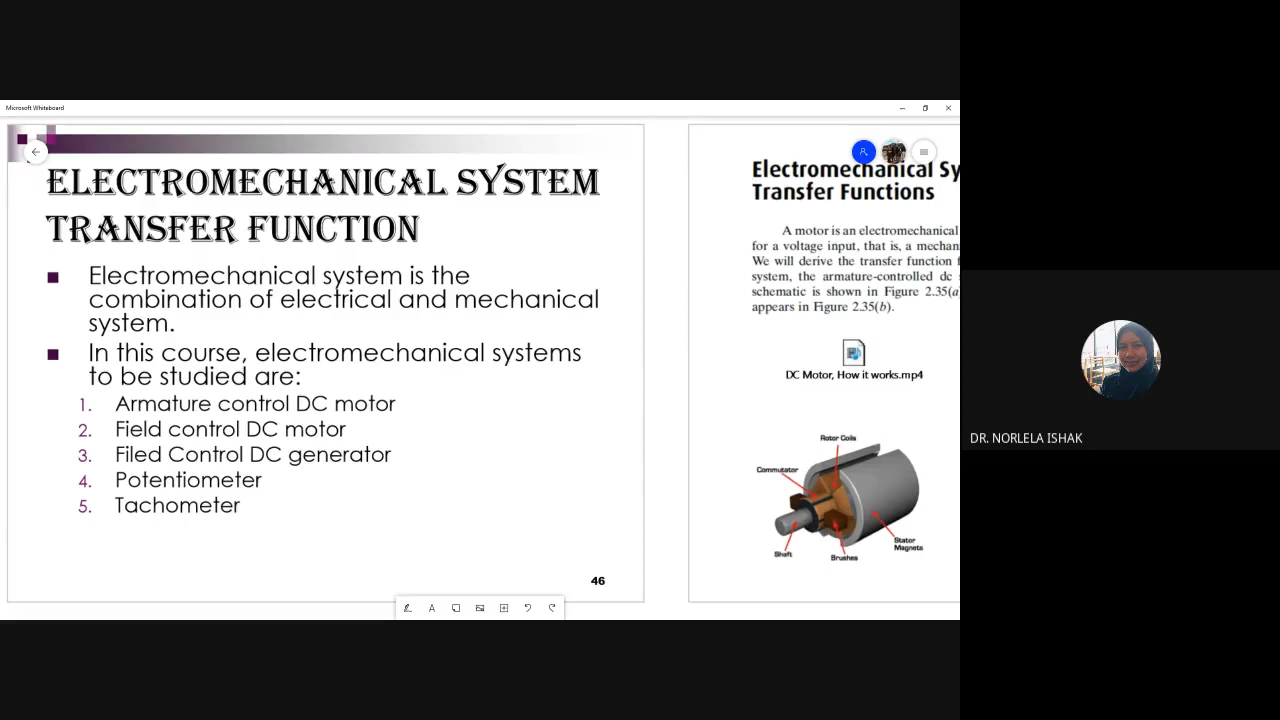 Microsoft Whiteboard
ELECTROMECHANICAL SYSTEM
TRANSFER FUNCTION
Electromechanical system is the
combination of electrical and mechanical
system.
In this course, electromechanical systems
to be studied are:
1. Armature control DC motor
2. Field control DC motor
3. Filed Control DC generator
4. Potentiometer
5. Tachometer
46
Electromechanical Sy
Transfer Functions
A motor is an electromechanical
for a voltage input, that is, a mechan
We will derive the transfer function f
system, the armature-controlled dc s
schematic is shown in Figure 2.35(a
appears in Figure 2.35(b).
DC Motor, How it works.mp4
Rotor Coils
Commutator
Stator
Magnets
Shaft
Brushes
DR. NORLELA ISHAK